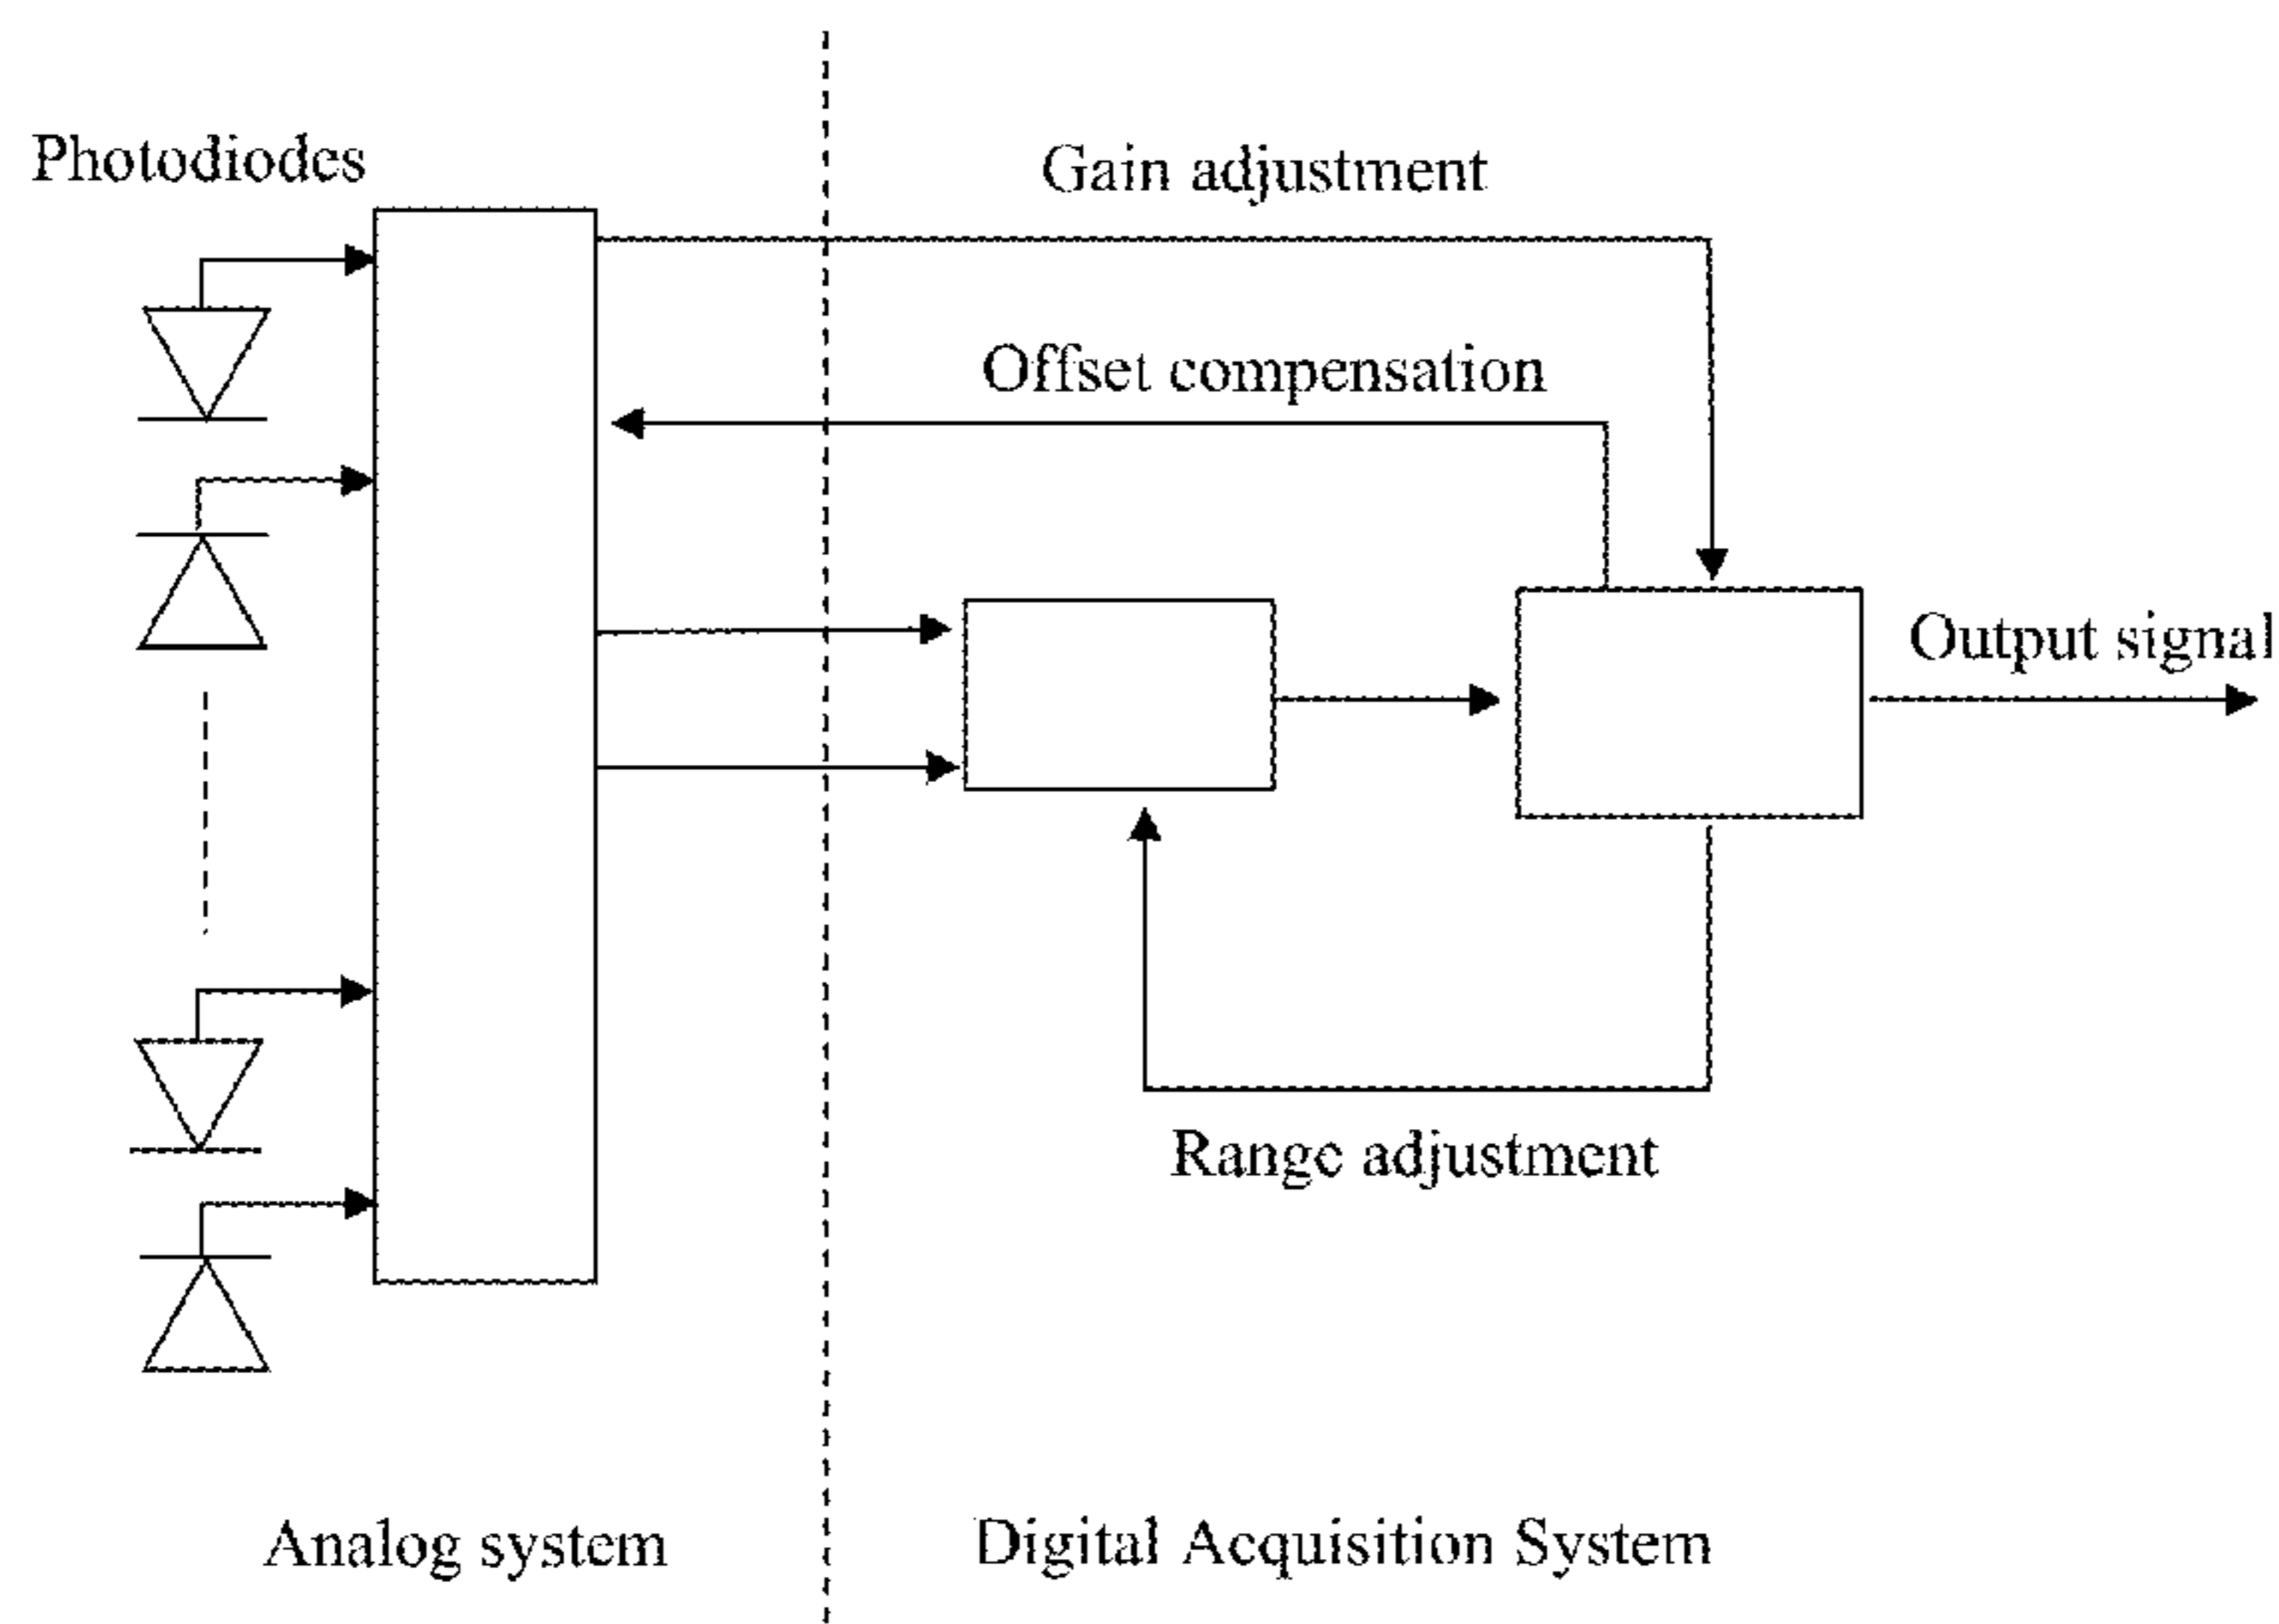 Photodiodes
Gain adjustment
Offset compensation
Output signal
Range adjustment
Analog system
Digital Acquisition System